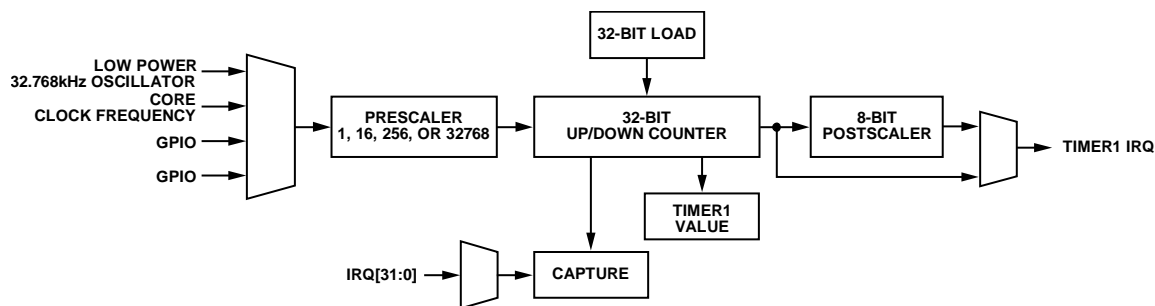 32-BIT LOAD
LOW POWER
32.768kHz OSCILLATOR
CORE
CLOCK FREQUENCY
GPIO
GPIO
PRESCALER
1, 16, 256, OR 32768
32-BIT
UP/DOWN COUNTER
8-BIT
POSTSCALER
TIMER1 IRQ
TIMER1
VALUE
IRQ[31:0]
CAPTURE